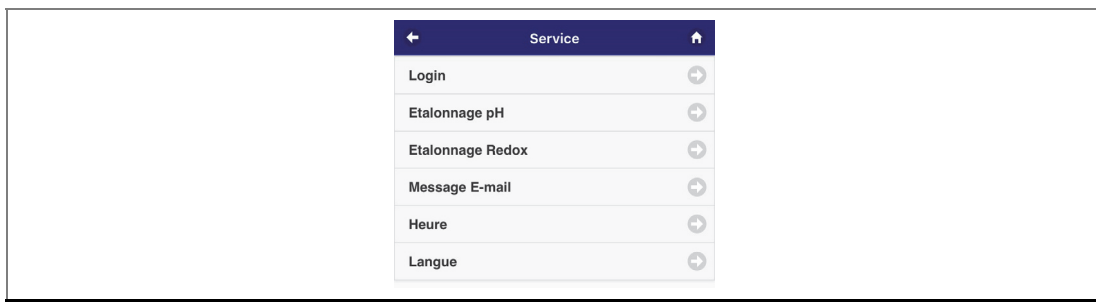 Service
Login
Etalonnage pH
Etalonnage Redox
Message E-mail
Heure
Langue